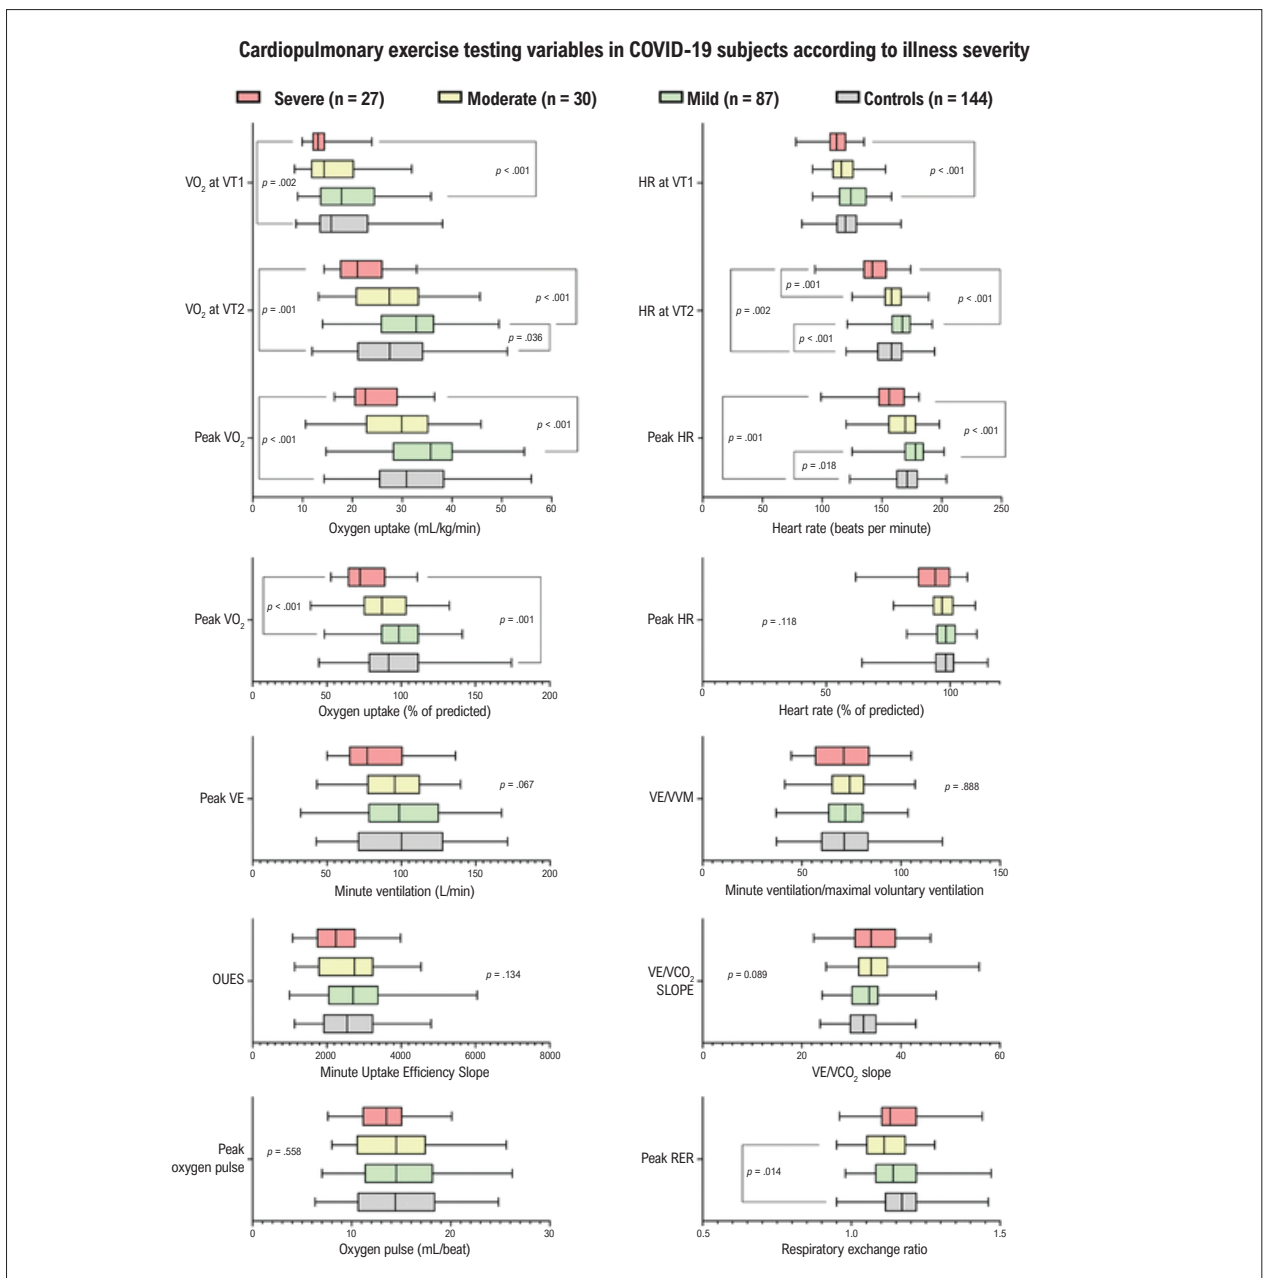 Cardiopulmonary exercise testing variables in COVID-19 subjects according to illness severity
Severe (n = 27) Moderate (n = 30) Mild (n = 87) Controls (n = 144)
VO2 at VT1
p = .002
p < .001
VO2 at VT2
p = .001
p < .001
p = .036
Peak VO2
p < .001
p < .001
0 10 20 30 40 50 60
Oxygen uptake (mL/kg/min)
HR at VT1
p < .001
HR at VT2
p = .001
p = .002
p < .001
p < .001
Peak HR
p = .001
p < .001
p = .018
0 50 100 150 200 250
Heart rate (beats per minute)
Peak VO2
p < .001
p = .001
0 50 100 150 200
Oxygen uptake (% of predicted)
Peak HR
p = .118
0 50 100
Heart rate (% of predicted)
Peak VE
p = .067
0 50 100 150 200
Minute ventilation (L/min)
VE/VVM
p = .888
0 50 100 150
Minute ventilation/maximal voluntary ventilation
OUES
p = .134
0 2000 4000 6000 8000
Minute Uptake Efficiency Slope
VE/VCO2
SLOPE
p = 0.089
0 20 40 60
VE/VCO2 slope
Peak
oxygen pulse
p = .558
0 10 20 30
Oxygen pulse (mL/beat)
Peak RER
p = .014
0.5 1.0 1.5
Respiratory exchange ratio